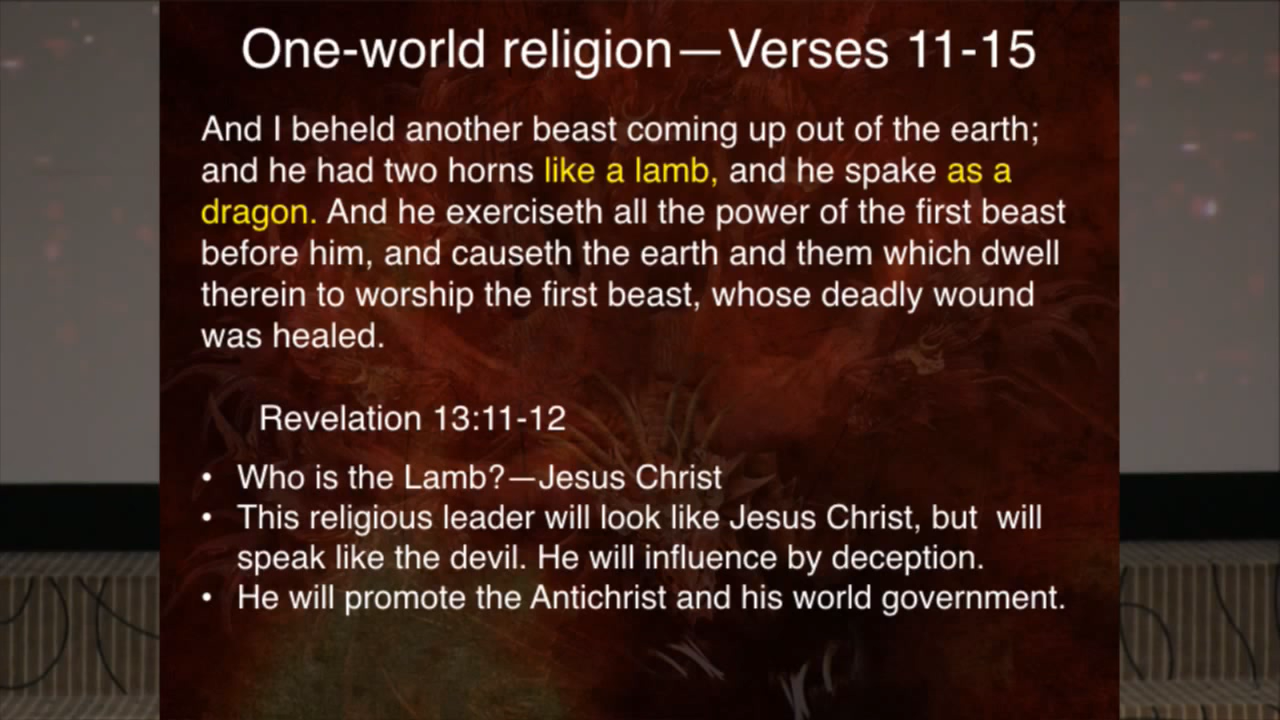 One-world religion—Verses 11-15
And I beheld another beast coming up out of the earth;
and he had two horns like a lamb, and he spake as a
dragon. And he exerciseth all the power of the first beast
before him, and causeth the earth and them which dwell
therein to worship the first beast, whose deadly wound
was healed.
Revelation 13:11-12
• Who is the Lamb?—Jesus Christ
• This religious leader will look like Jesus Christ, but  will
speak like the devil. He will influence by deception.
• He will promote the Antichrist and his world government.